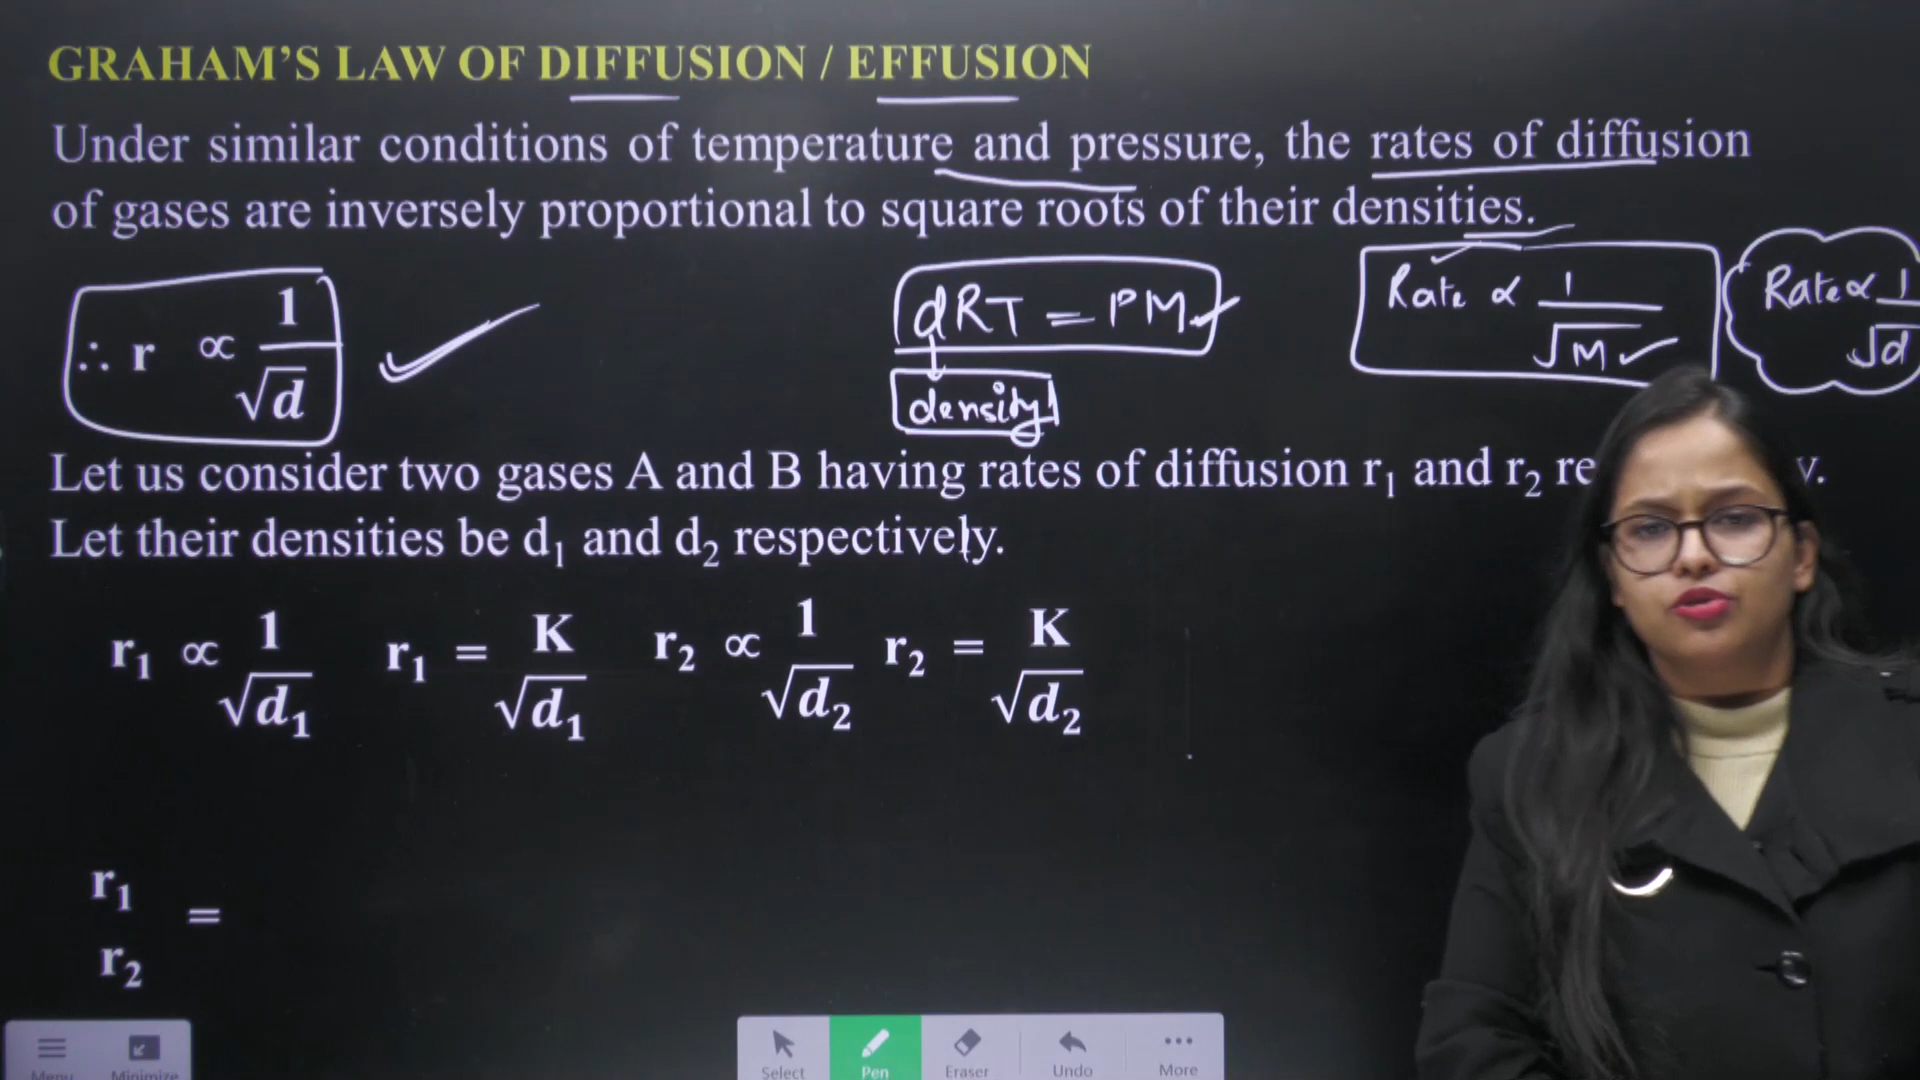 GRAHAM'S LAW OF DIFFUSION / EFFUSION
Under similar conditions of temperature and pressure, the rates of diffusion
of gases are inversely proportional to square roots of their densities.
∴ r ∝ 1/√d
dRT = PM
density
Rate ∝ 1/√M
Rate ∝ 1/√d
Let us consider two gases A and B having rates of diffusion r₁ and r₂
Let their densities be d₁ and d₂ respectively.
r₁ ∝ 1/√d₁ r₁ = K/√d₁ r₂ ∝ 1/√d₂ r₂ = K/√d₂
r₁/r₂ =
Menu Minimize Select Pen Eraser Undo More